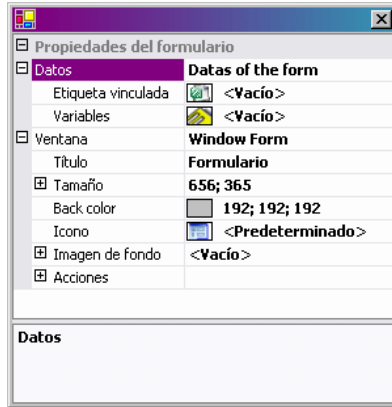 Propiedades del formulario
Datos Datas of the form
Etiqueta vinculada <Vacío>
Variables <Vacío>
Ventana Window Form
Título Formulario
Tamaño 656; 365
Back color 192; 192; 192
Icono <Predeterminado>
Imagen de fondo <Vacío>
Acciones
Datos